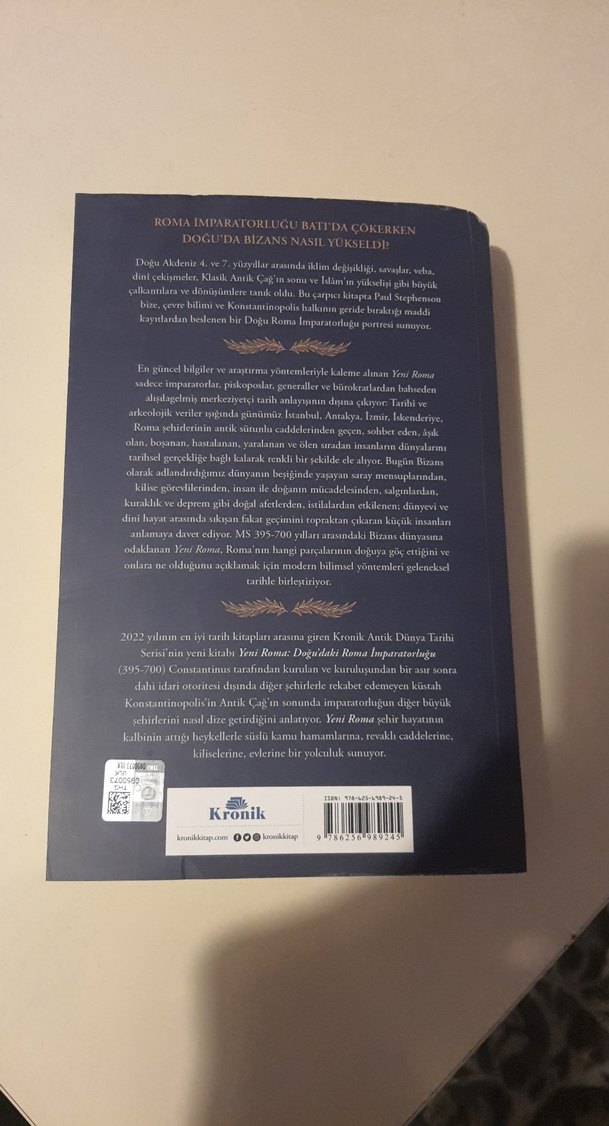 ROMA İMPARATORLUĞU BATI'DA ÇÖKERKEN
DOĞU'DA BİZANS NASIL YÜKSELDİ?
Doğu Akdeniz 4. ve 7. yüzyıllar arasında iklim değişikliği, savaşlar, veba,
dinî çekişmeler, Klasik Antik Çağ'ın sonu ve İslâm'ın yükselişi gibi büyük
çalkantılara ve dönüşümlere tanık oldu. Bu çarpıcı kitapta Paul Stephenson
bize, çevre bilimi ve Konstantinopolis halkının geride bıraktığı maddi
kayıtlardan beslenen bir Doğu Roma İmparatorluğu portresi sunuyor.
En güncel bilgiler ve araştırma yöntemleriyle kaleme alınan Yeni Roma
sadece imparatorlar, piskoposlar, generaller ve bürokratlardan bahseden
alışılagelmiş merkeziyetçi tarih anlayışının dışına çıkıyor: Tarihî ve
arkeolojik veriler ışığında günümüz İstanbul, Antakya, İzmir, İskenderiye,
Roma şehirlerinin antik sütunlu caddelerinden geçen, sohbet eden, âşık
olan, boşanan, hastalanan, yaralanan ve ölen sıradan insanların dünyalarını
tarihsel gerçekliğe bağlı kalarak renkli bir şekilde ele alıyor. Bugün Bizans
olarak adlandırdığımız dünyanın beşiğinde yaşayan saray mensuplarından,
kilise görevlilerinden, insan ile doğanın mücadelesinden, salgınlardan,
kuraklık ve deprem gibi doğal afetlerden, istilalardan etkilenen; dünyevi ve
dinî hayat arasında sıkışan fakat geçimini topraktan çıkaran küçük insanları
anlamaya davet ediyor. MS 395-700 yılları arasındaki Bizans dünyasına
odaklanan Yeni Roma, Roma'nın hangi parçalarının doğuya göç ettiğini ve
onlara ne olduğunu açıklamak için modern bilimsel yöntemleri geleneksel
tarihle birleştiriyor.
2022 yılının en iyi tarih kitapları arasına giren Kronik Antik Dünya Tarihi
Serisi'nin yeni kitabı Yeni Roma: Doğu'daki Roma İmparatorluğu
(395-700) Constantinus tarafından kurulan ve kuruluşundan bir asır sonra
dahi idari otoritesi dışında diğer şehirlerle rekabet edemeyen küstah
Konstantinopolis'in Antik Çağ'ın sonunda imparatorluğun diğer büyük
şehirlerini nasıl dize getirdiğini anlatıyor. Yeni Roma şehir hayatının
kalbinin attığı heykellerle süslü kamu hamamlarına, revaklı caddelerine,
kiliselerine, evlerine bir yolculuk sunuyor.
THG
ULX
0850073
Kronik
kronikkitap.com kronikkitap
ISBN: 978-625-6989-24-5
9 786256 989245